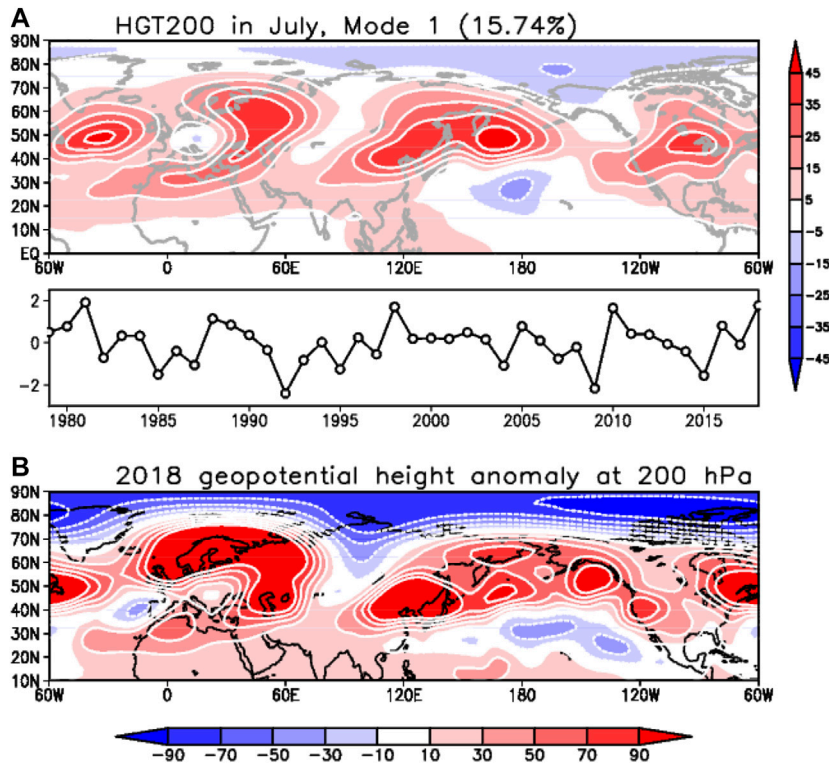 A
HGT200 in July, Mode 1 (15.74%)
90N
80N
70N
60N
50N
40N
30N
20N
10N
EQ
60W 0 60E 120E 180 120W 60W
45
35
25
15
5
-5
-15
-25
-35
-45
2
0
-2
1980 1985 1990 1995 2000 2005 2010 2015
B
2018 geopotential height anomaly at 200 hPa
90N
80N
70N
60N
50N
40N
30N
20N
10N
60W 0 60E 120E 180 120W 60W
-90 -70 -50 -30 -10 10 30 50 70 90